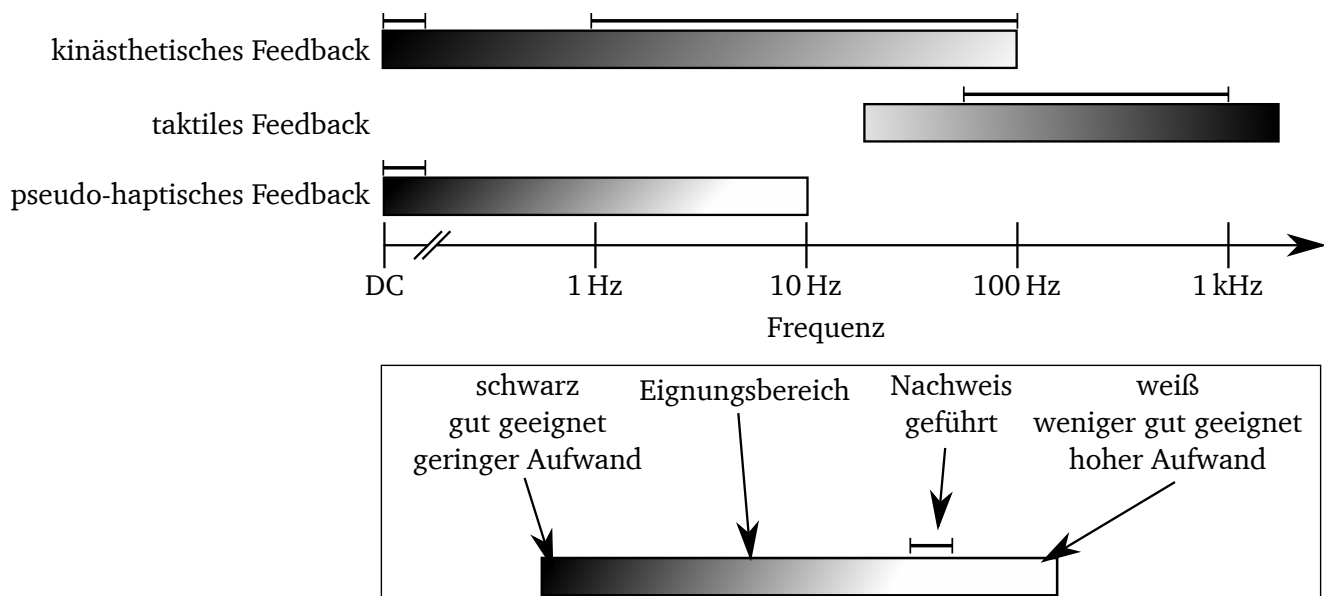 kinästhetisches Feedback
taktiles Feedback
pseudo-haptisches Feedback
DC 1 Hz 10 Hz 100 Hz 1 kHz
Frequenz
schwarz
gut geeignet
geringer Aufwand
Eignungsbereich
Nachweis
geführt
weiß
weniger gut geeignet
hoher Aufwand